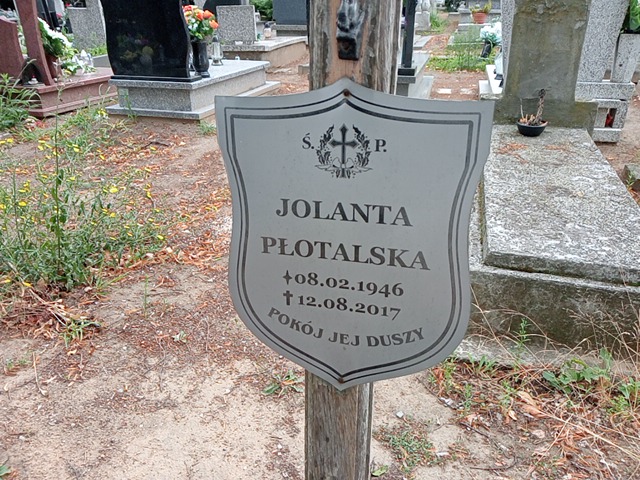 Ś. P.
JOLANTA
PŁOTALSKA
08.02.1946
✝12.08.2017
POKÓJ JEJ DUSZY